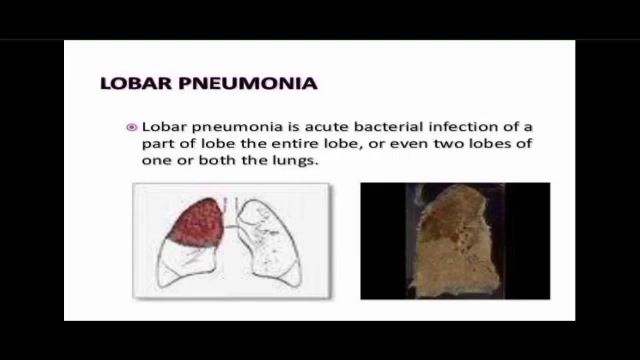 LOBAR PNEUMONIA
Lobar pneumonia is acute bacterial infection of a
part of lobe the entire lobe, or even two lobes of
one or both the lungs.